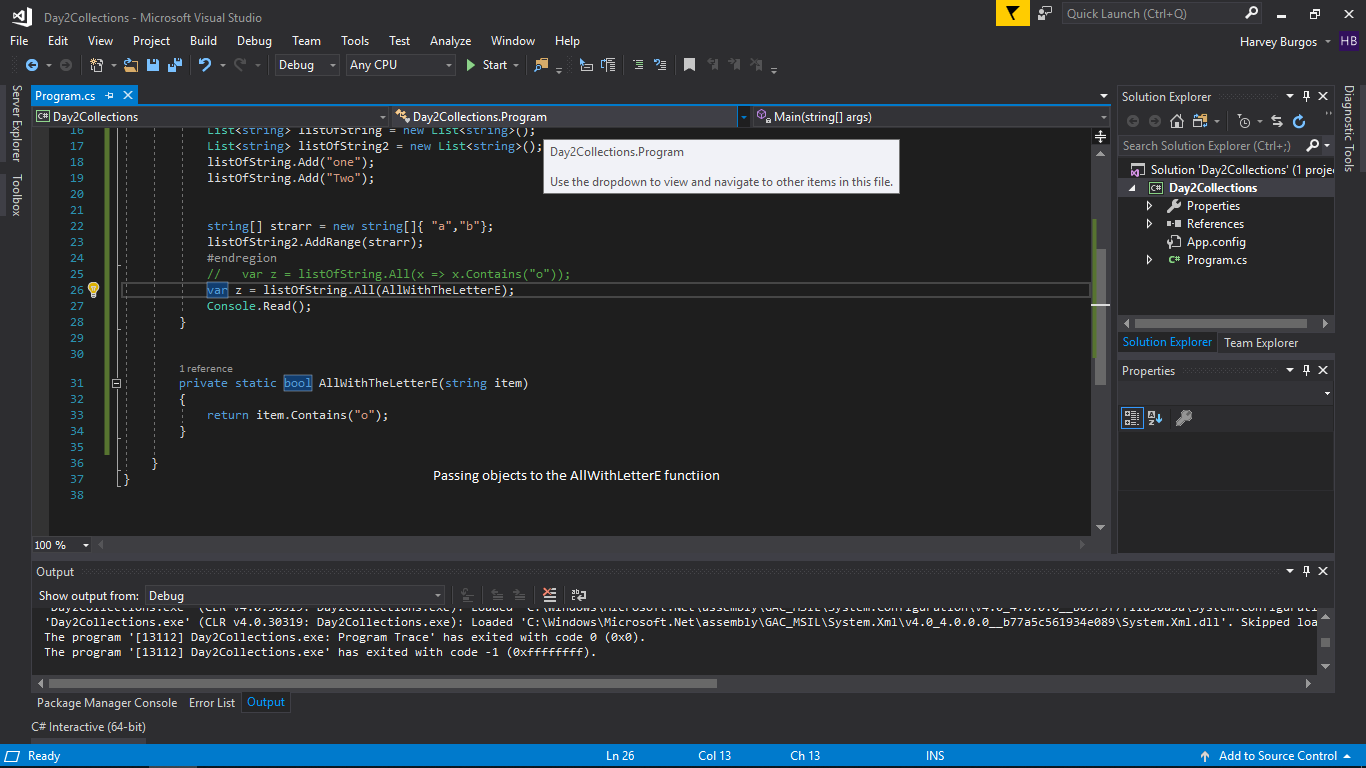 Day2Collections - Microsoft Visual Studio
Quick Launch (Ctrl+Q)
File Edit View Project Build Debug Team Tools Test Analyze Window Help
Harvey Burgos HB
Debug Any CPU Start
Server Explorer
Toolbox
Program.cs
Day2Collections Day2Collections.Program Main(string[] args)
Day2Collections.Program
Use the dropdown to view and navigate to other items in this file.
16 List<string> listOfString = new List<string>();
17 List<string> listOfString2 = new List<string>();
18 listOfString.Add("one");
19 listOfString.Add("Two");
20
21
22 string[] strarr = new string[]{ "a","b"};
23 listOfString2.AddRange(strarr);
24 #endregion
25 // var z = listOfString.All(x => x.Contains("o"));
26 var z = listOfString.All(AllWithTheLetterE);
27 Console.Read();
28 }
29
30
1 reference
31 private static bool AllWithTheLetterE(string item)
32 {
33 return item.Contains("o");
34 }
35
36 }
37 }
38
Passing objects to the AllWithLetterE functiion
100 %
Solution Explorer
Search Solution Explorer (Ctrl+;)
Solution 'Day2Collections' (1 proje
C# Day2Collections
Properties
References
App.config
C# Program.cs
Solution Explorer Team Explorer
Properties
Diagnostic Tools
Output
Show output from: Debug
'Day2Collections.exe' (CLR v4.0.30319: Day2Collections.exe): Loaded 'C:\Windows\Microsoft.Net\assembly\GAC_MSIL\System.Configuration\v4.0_4.0.0.0__b03f5f7f11d50a3a\System.Configuratio
'Day2Collections.exe' (CLR v4.0.30319: Day2Collections.exe): Loaded 'C:\Windows\Microsoft.Net\assembly\GAC_MSIL\System.Xml\v4.0_4.0.0.0__b77a5c561934e089\System.Xml.dll'. Skipped loa
The program '[13112] Day2Collections.exe: Program Trace' has exited with code 0 (0x0).
The program '[13112] Day2Collections.exe' has exited with code -1 (0xffffffff).
Package Manager Console Error List Output
C# Interactive (64-bit)
Ready Ln 26 Col 13 Ch 13 INS Add to Source Control